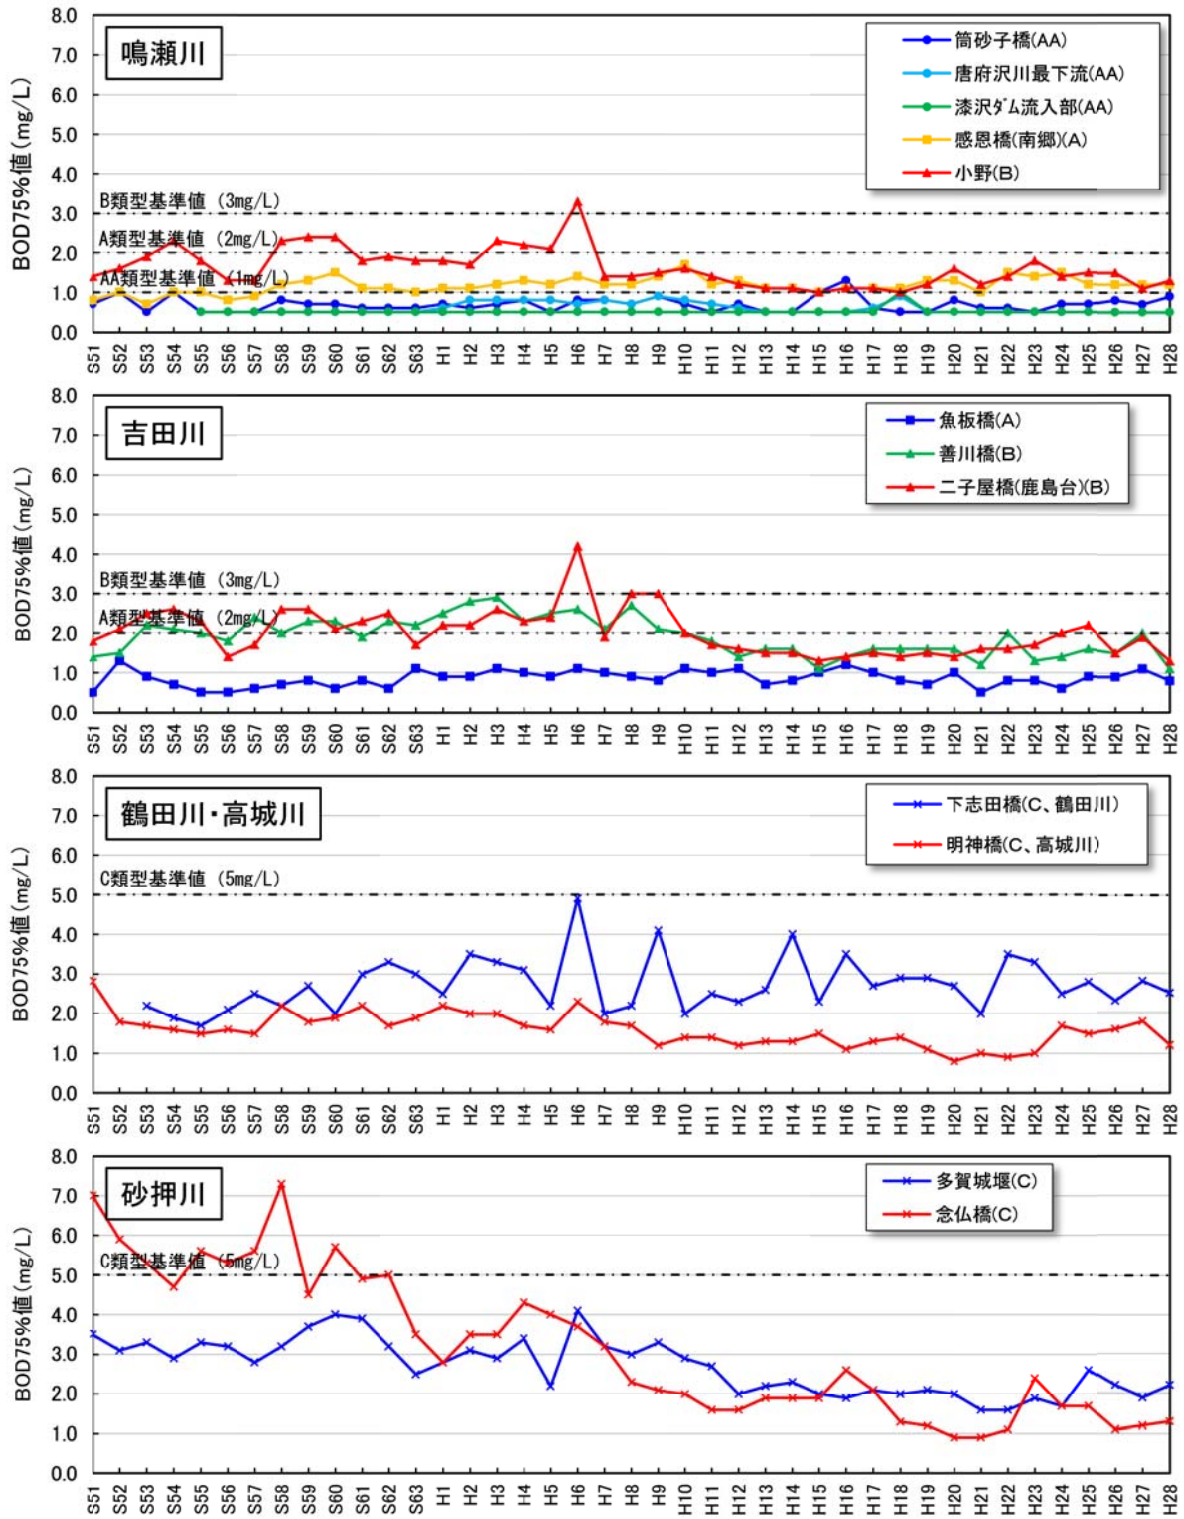 鳴瀬川
BOD75%値(mg/L)
8.0
7.0
6.0
5.0
4.0
3.0
2.0
1.0
0.0
筒砂子橋(AA)
唐府沢川最下流(AA)
漆沢ダム流入部(AA)
感恩橋(南郷)(A)
小野(B)
B類型基準値 (3mg/L)
A類型基準値 (2mg/L)
AA類型基準値 (1mg/L)
S51 S52 S53 S54 S55 S56 S57 S58 S59 S60 S61 S62 S63 H1 H2 H3 H4 H5 H6 H7 H8 H9 H10 H11 H12 H13 H14 H15 H16 H17 H18 H19 H20 H21 H22 H23 H24 H25 H26 H27 H28
吉田川
BOD75%値(mg/L)
8.0
7.0
6.0
5.0
4.0
3.0
2.0
1.0
0.0
魚板橋(A)
善川橋(B)
二子屋橋(鹿島台)(B)
B類型基準値 (3mg/L)
A類型基準値 (2mg/L)
S51 S52 S53 S54 S55 S56 S57 S58 S59 S60 S61 S62 S63 H1 H2 H3 H4 H5 H6 H7 H8 H9 H10 H11 H12 H13 H14 H15 H16 H17 H18 H19 H20 H21 H22 H23 H24 H25 H26 H27 H28
鶴田川・高城川
BOD75%値(mg/L)
8.0
7.0
6.0
5.0
4.0
3.0
2.0
1.0
0.0
下志田橋(C、鶴田川)
明神橋(C、高城川)
C類型基準値 (5mg/L)
S51 S52 S53 S54 S55 S56 S57 S58 S59 S60 S61 S62 S63 H1 H2 H3 H4 H5 H6 H7 H8 H9 H10 H11 H12 H13 H14 H15 H16 H17 H18 H19 H20 H21 H22 H23 H24 H25 H26 H27 H28
砂押川
BOD75%値(mg/L)
8.0
7.0
6.0
5.0
4.0
3.0
2.0
1.0
0.0
多賀城堰(C)
念仏橋(C)
C類型基準値 (5mg/L)
S51 S52 S53 S54 S55 S56 S57 S58 S59 S60 S61 S62 S63 H1 H2 H3 H4 H5 H6 H7 H8 H9 H10 H11 H12 H13 H14 H15 H16 H17 H18 H19 H20 H21 H22 H23 H24 H25 H26 H27 H28